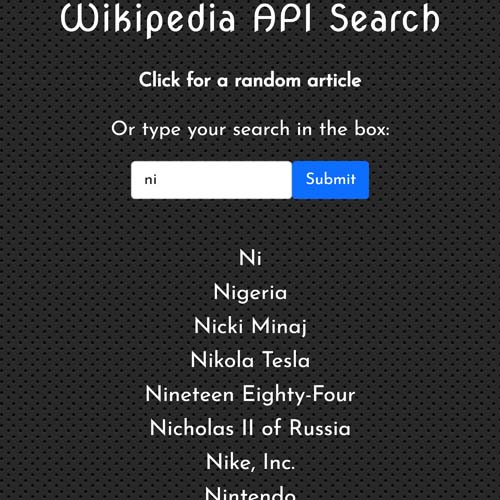 Wikipedia API Search
Click for a random article
Or type your search in the box:
ni Submit
Ni
Nigeria
Nicki Minaj
Nikola Tesla
Nineteen Eighty-Four
Nicholas II of Russia
Nike, Inc.
Nintendo